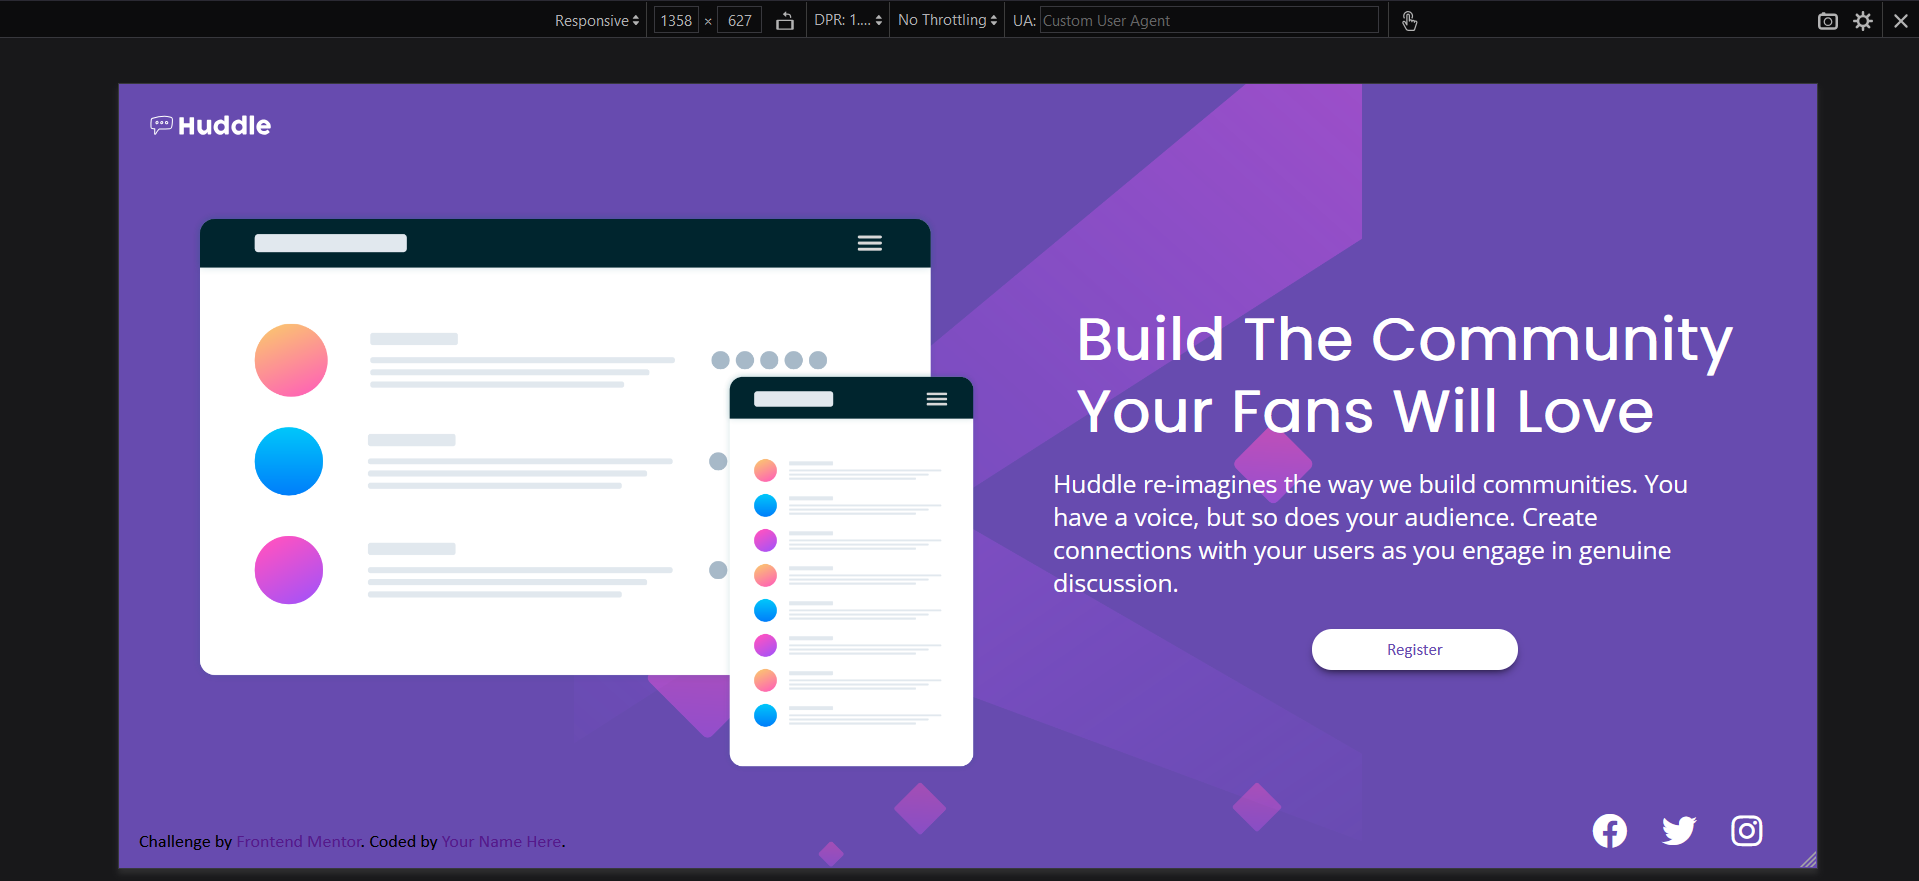 Responsive 1358 × 627 DPR: 1.... No Throttling UA: Custom User Agent
Huddle
Build The Community
Your Fans Will Love
Huddle re-imagines the way we build communities. You
have a voice, but so does your audience. Create
connections with your users as you engage in genuine
discussion.
Register
Challenge by Frontend Mentor. Coded by Your Name Here.